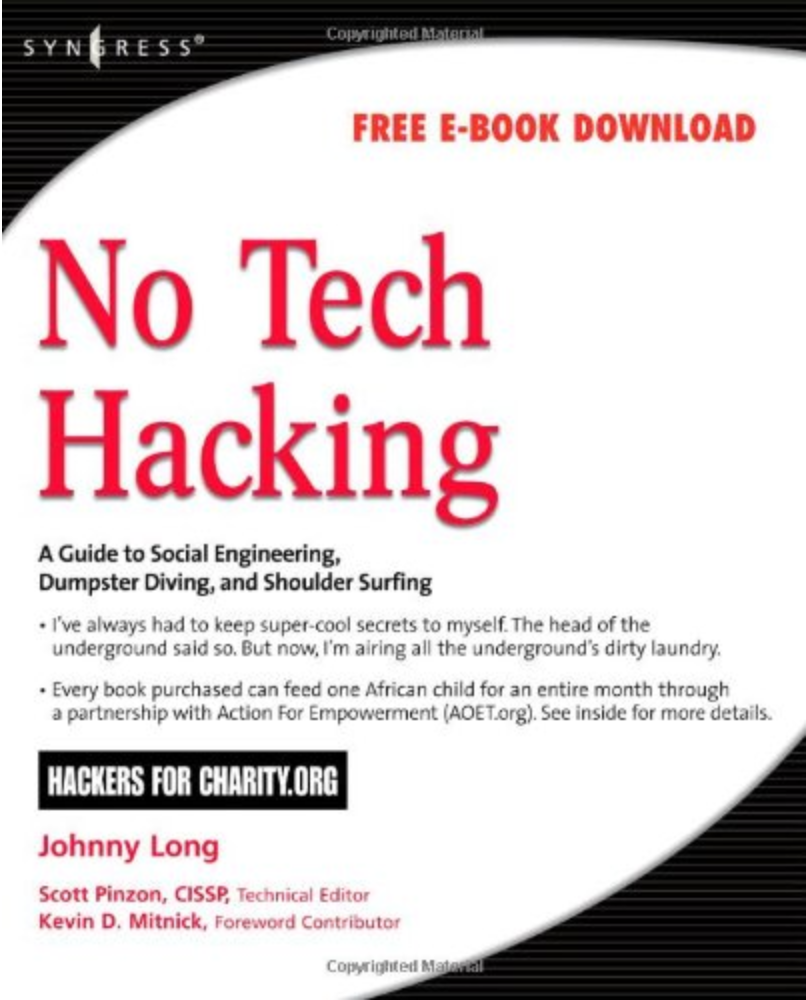 Copyrighted Material
SYNGRESS®
FREE E-BOOK DOWNLOAD
No Tech
Hacking
A Guide to Social Engineering,
Dumpster Diving, and Shoulder Surfing
• I've always had to keep super-cool secrets to myself. The head of the
underground said so. But now, I'm airing all the underground's dirty laundry.
• Every book purchased can feed one African child for an entire month through
a partnership with Action For Empowerment (AOET.org). See inside for more details.
HACKERS FOR CHARITY.ORG
Johnny Long
Scott Pinzon, CISSP, Technical Editor
Kevin D. Mitnick, Foreword Contributor
Copyrighted Material